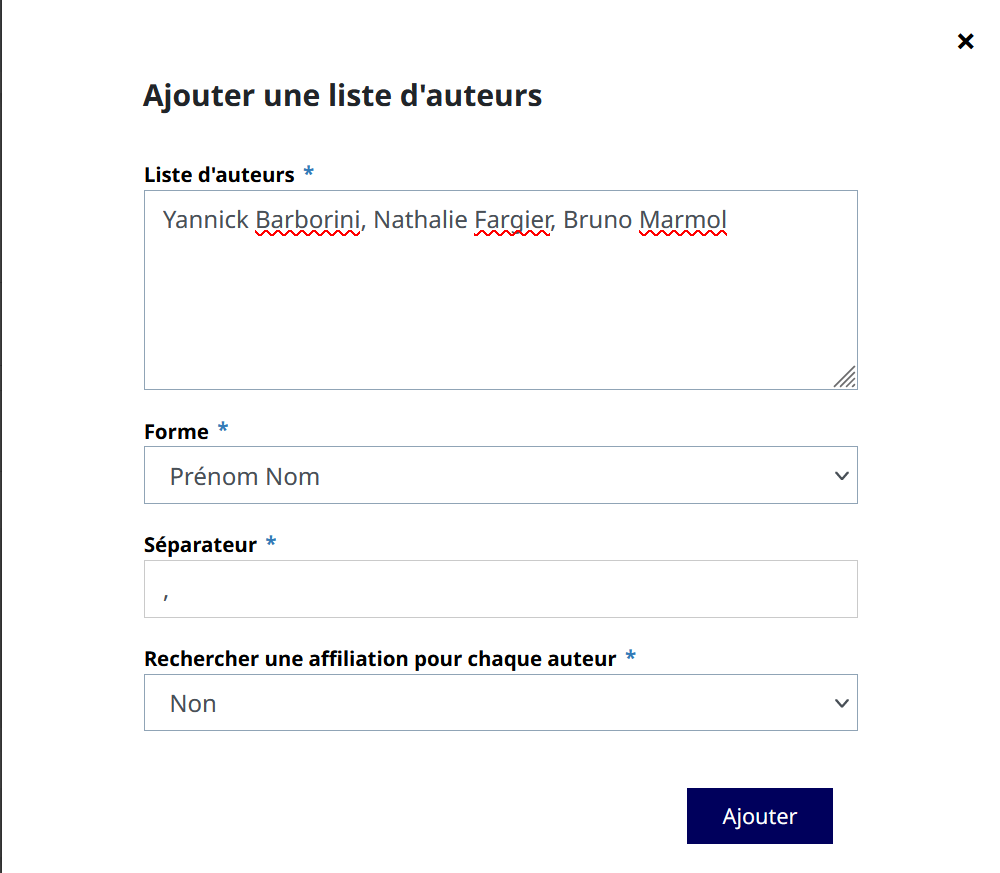 ×
Ajouter une liste d'auteurs
Liste d'auteurs *
Yannick Barborini, Nathalie Fargier, Bruno Marmol
Forme *
Prénom Nom
Séparateur *
,
Rechercher une affiliation pour chaque auteur *
Non
Ajouter